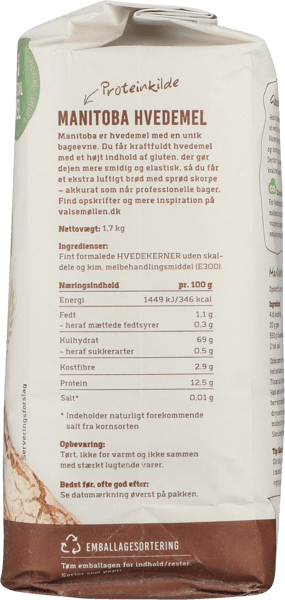 Proteinkilde
MANITOBA HVEDEMEL
Manitoba er hvedemel med en unik
bageevne. Du får kraftfuldt hvedemel
med et højt indhold af gluten, der gør
dejen mere smidig og elastisk, så du får
et ekstra luftigt brød med sprød skorpe
– akkurat som når professionelle bager.
Find opskrifter og mere inspiration på
valsemøllen.dk
Nettovægt: 1,7 kg
Ingredienser:
Fint formalede HVEDEKERNER uden skal-
dele og kim, melbehandlingsmiddel (E300).
Næringsindhold pr. 100 g
Energi 1449 kJ/346 kcal
Fedt 1,1 g
- heraf mættede fedtsyrer 0,3 g
Kulhydrat 69 g
- heraf sukkerarter 0,5 g
Kostfibre 2,9 g
Protein 12,5 g
Salt* 0,01 g
* Indeholder naturligt forekommende
salt fra kornsorten
Opbevaring:
Tørt, ikke for varmt og ikke sammen
med stærkt lugtende varer.
Bedst før, ofte god efter:
Se datomærkning øverst på pakken.
Serveringsforslag
EMBALLAGESORTERING
Tøm emballagen for indhold/rester.